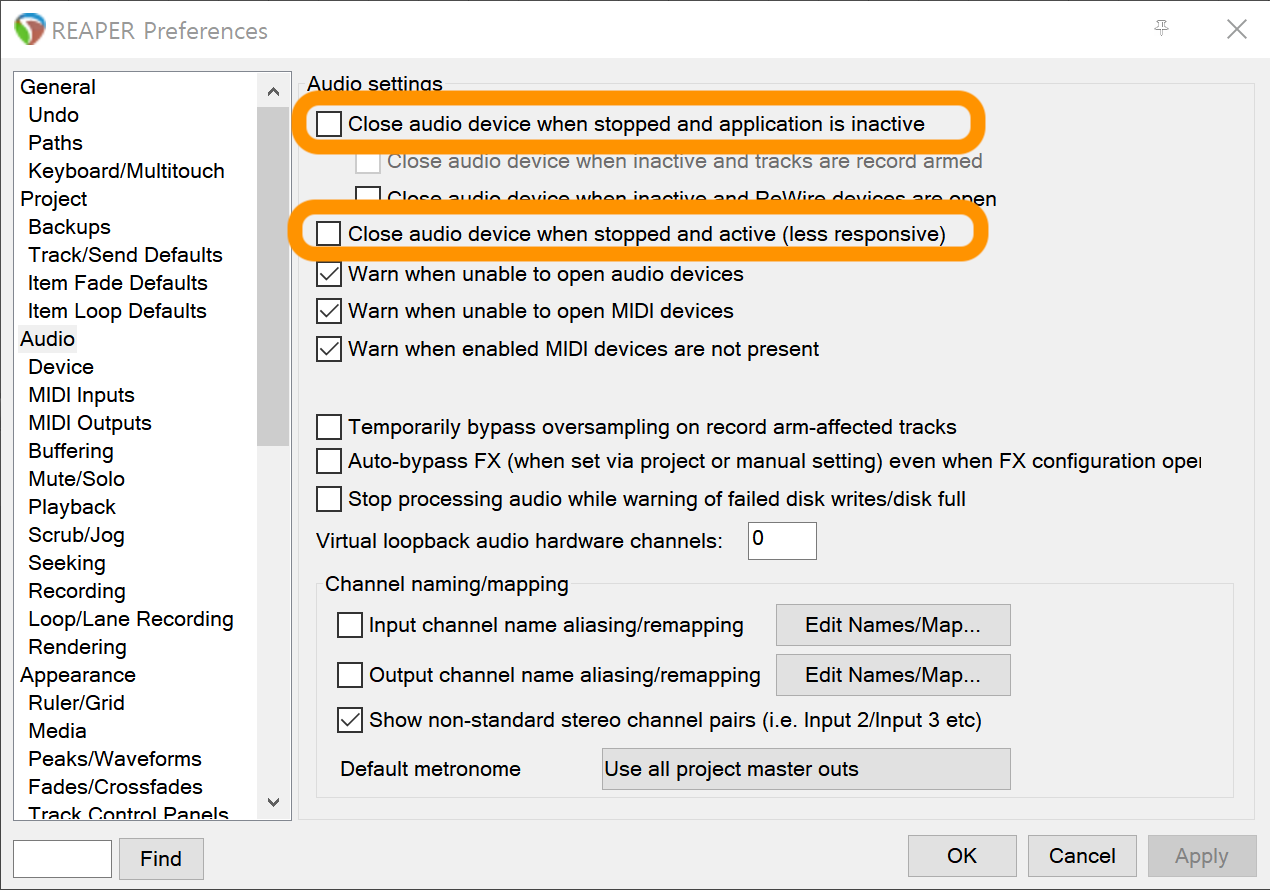 REAPER Preferences
General
Undo
Paths
Keyboard/Multitouch
Project
Backups
Track/Send Defaults
Item Fade Defaults
Item Loop Defaults
Audio
Device
MIDI Inputs
MIDI Outputs
Buffering
Mute/Solo
Playback
Scrub/Jog
Seeking
Recording
Loop/Lane Recording
Rendering
Appearance
Ruler/Grid
Media
Peaks/Waveforms
Fades/Crossfades
Track Control Panels
Find
Audio settings
Close audio device when stopped and application is inactive
Close audio device when inactive and tracks are record armed
Close audio device when inactive and ReWire devices are open
Close audio device when stopped and active (less responsive)
Warn when unable to open audio devices
Warn when unable to open MIDI devices
Warn when enabled MIDI devices are not present
Temporarily bypass oversampling on record arm-affected tracks
Auto-bypass FX (when set via project or manual setting) even when FX configuration oper
Stop processing audio while warning of failed disk writes/disk full
Virtual loopback audio hardware channels: 0
Channel naming/mapping
Input channel name aliasing/remapping Edit Names/Map...
Output channel name aliasing/remapping Edit Names/Map...
Show non-standard stereo channel pairs (i.e. Input 2/Input 3 etc)
Default metronome Use all project master outs
OK Cancel Apply